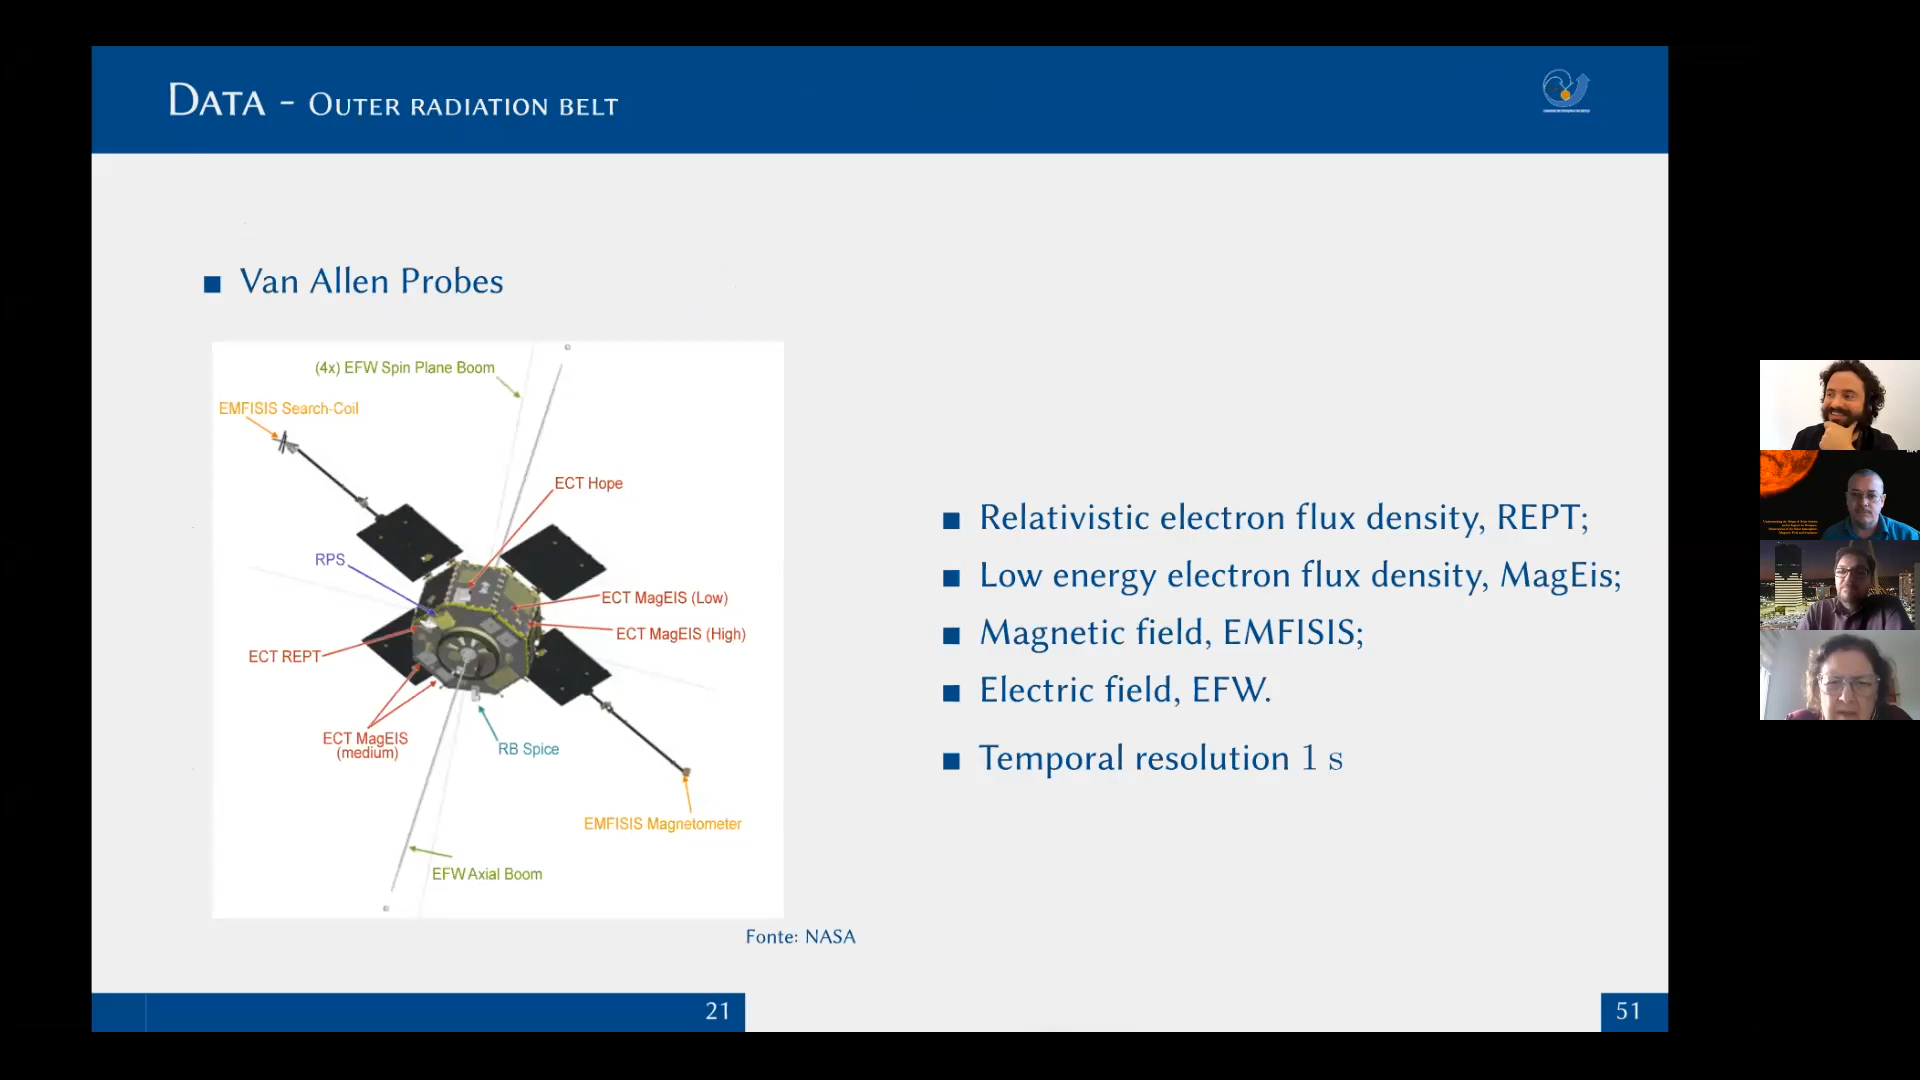 DATA - OUTER RADIATION BELT
Van Allen Probes
(4x) EFW Spin Plane Boom
EMFISIS Search-Coil
ECT Hope
RPS
ECT MagEIS (Low)
ECT MagEIS (High)
ECT REPT
ECT MagEIS
(medium)
RB Spice
EMFISIS Magnetometer
EFW Axial Boom
Fonte: NASA
Relativistic electron flux density, REPT;
Low energy electron flux density, MagEis;
Magnetic field, EMFISIS;
Electric field, EFW.
Temporal resolution 1 s
21
51